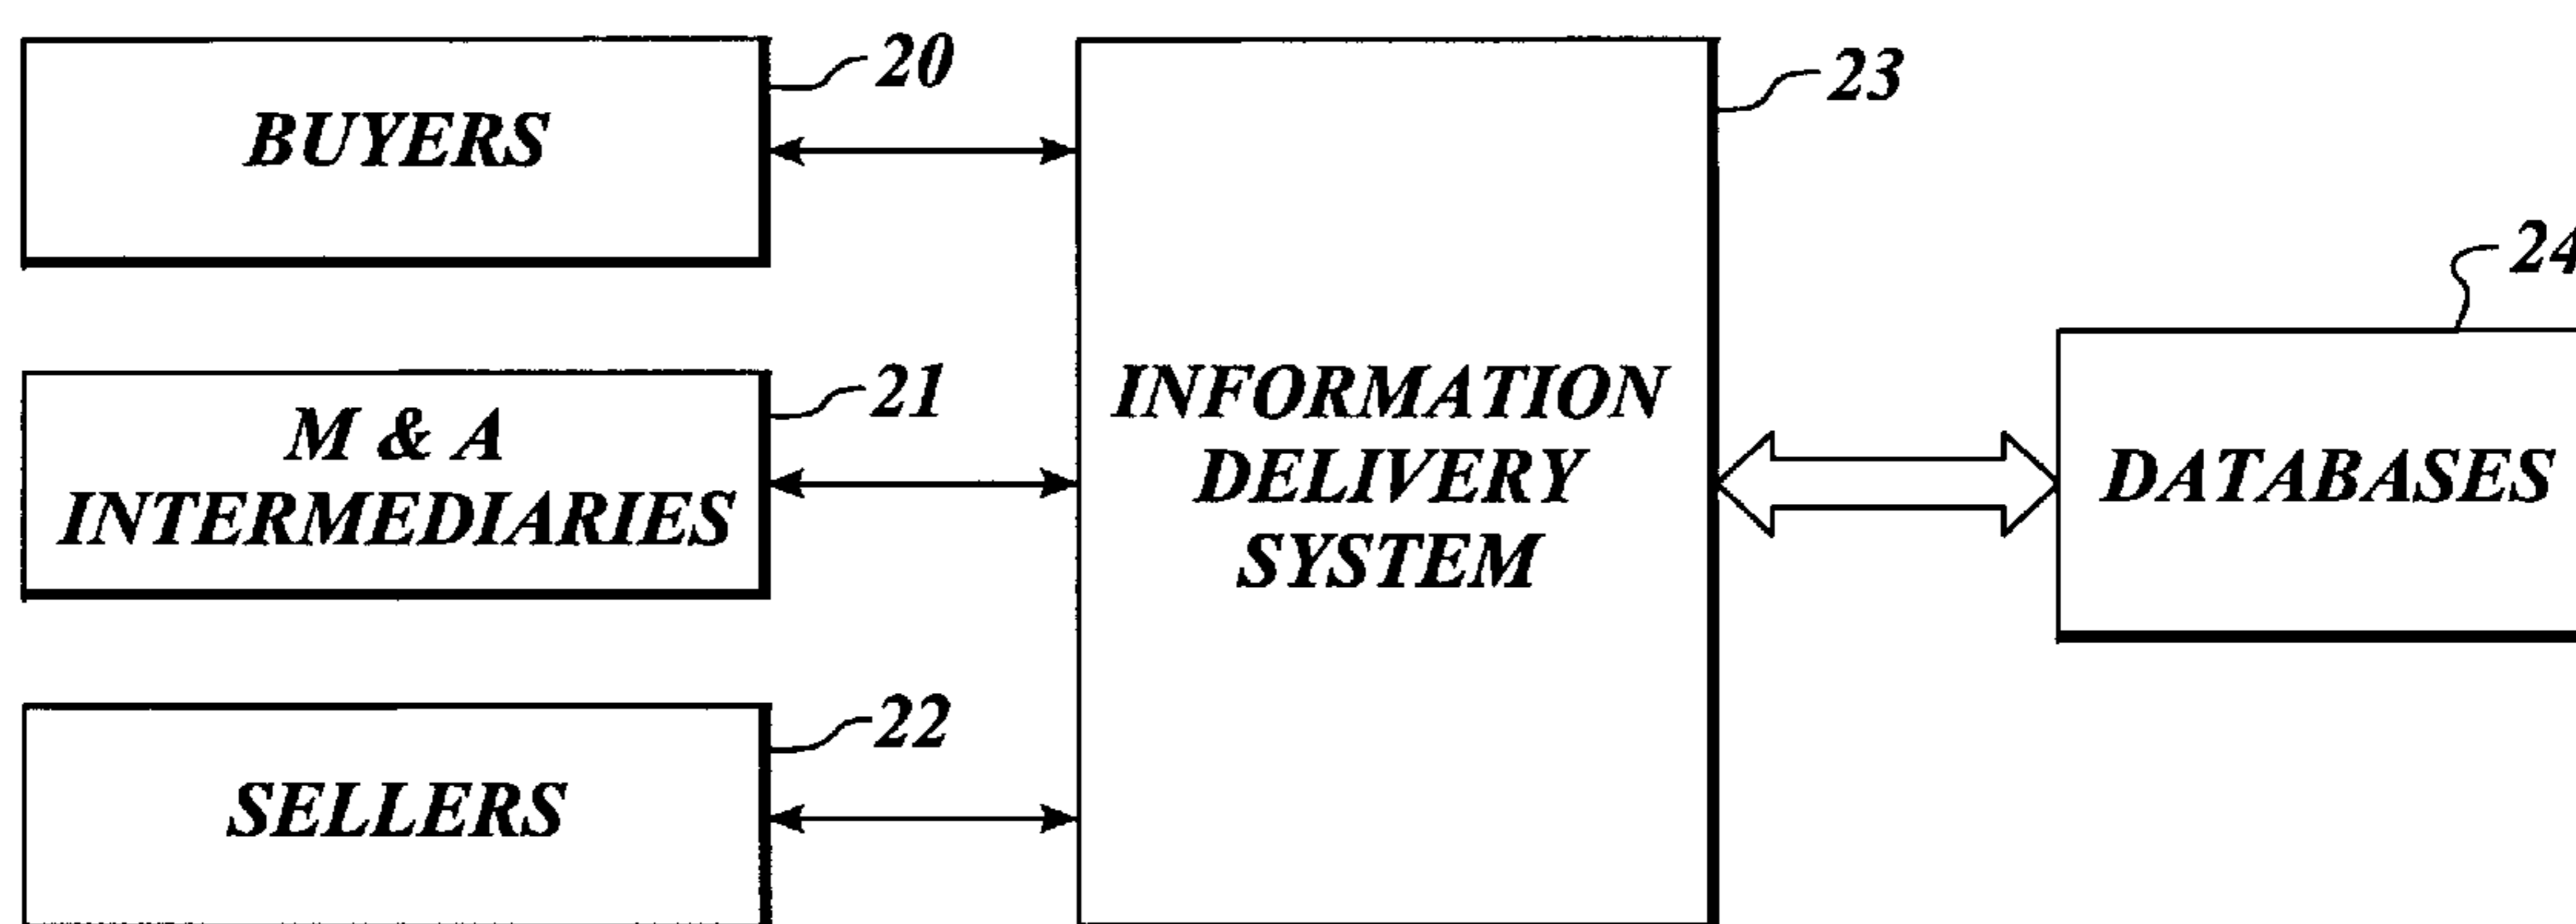 BUYERS
20
M & A
INTERMEDIARIES
21
SELLERS
22
INFORMATION
DELIVERY
SYSTEM
23
DATABASES
24